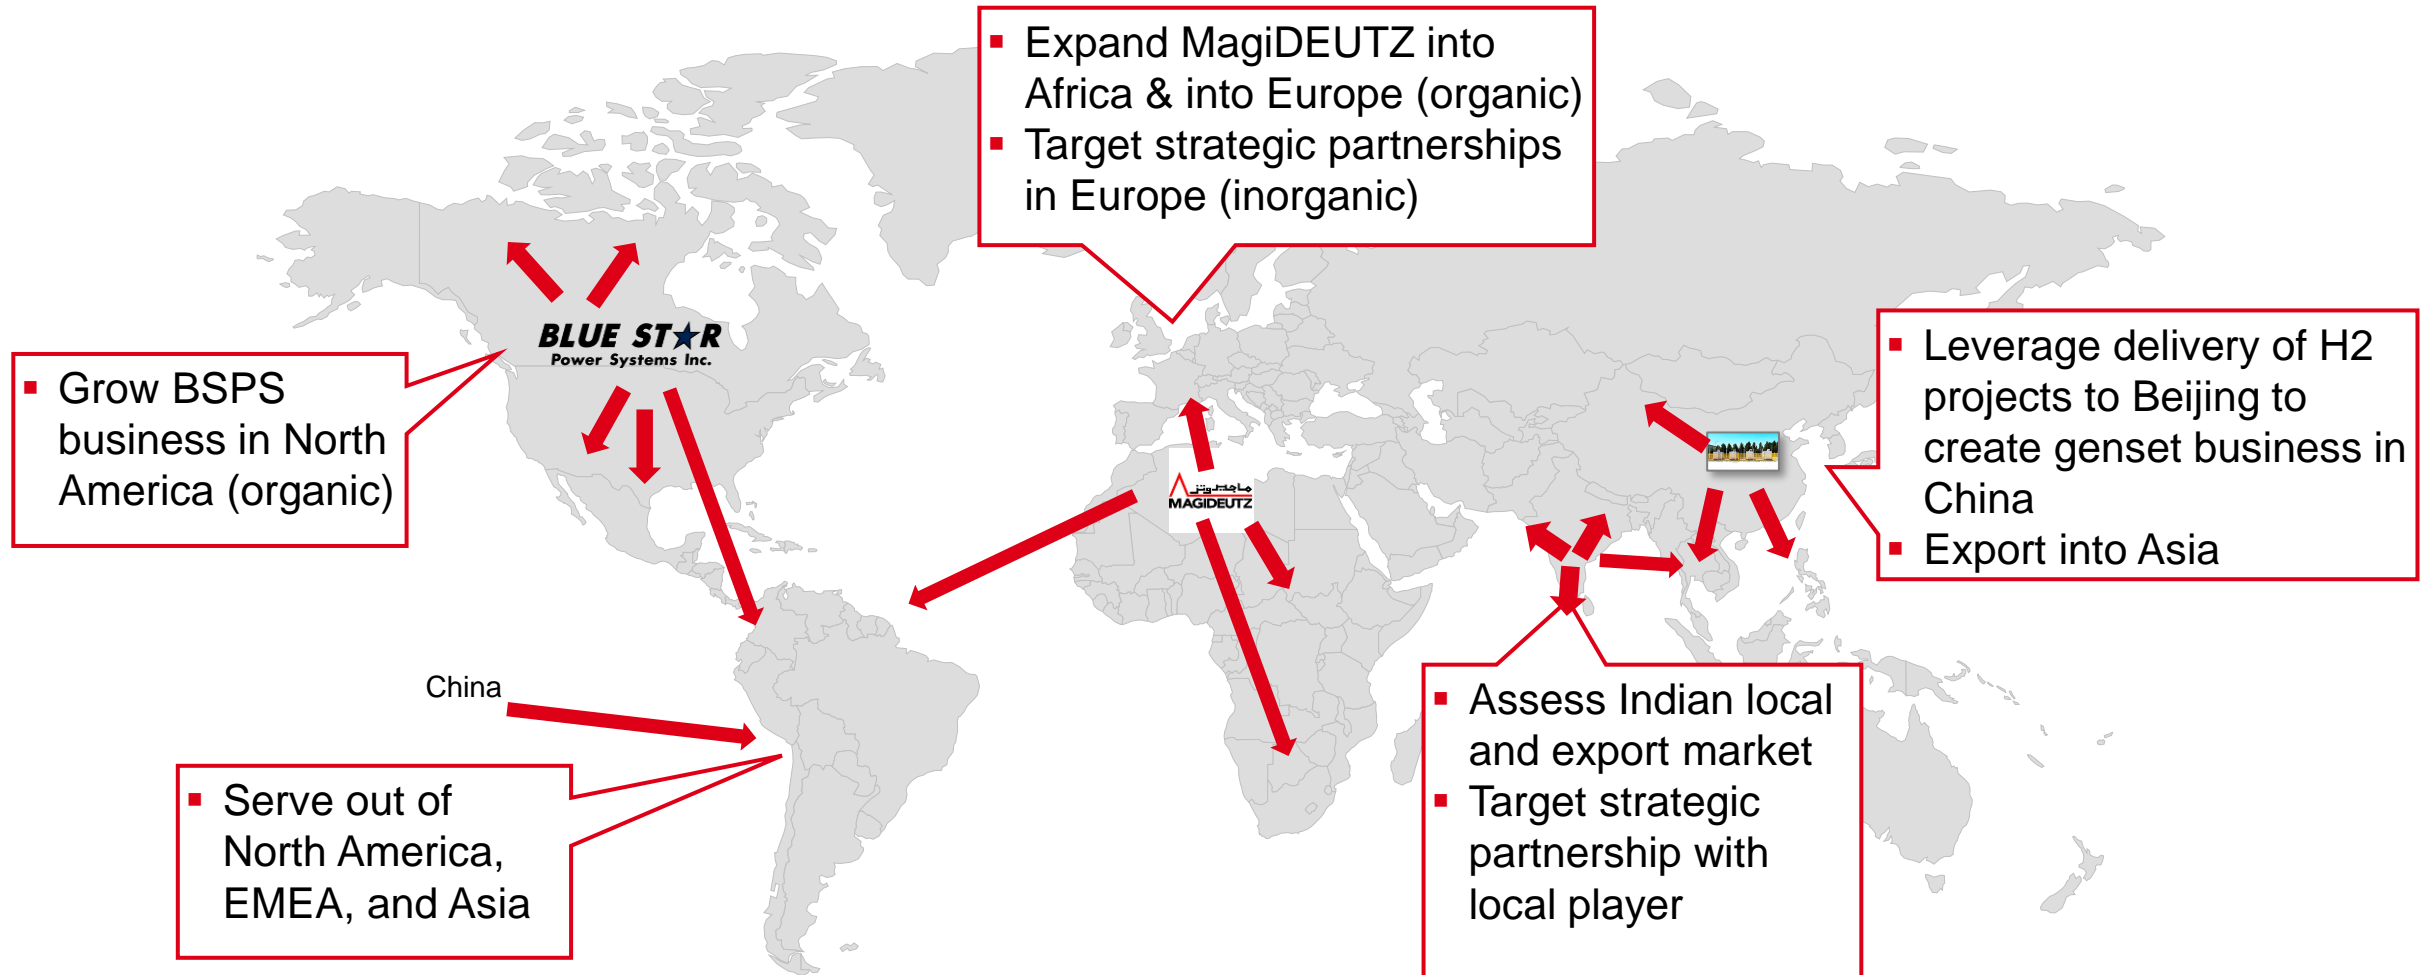 Expand MagiDEUTZ into
Africa & into Europe (organic)
Target strategic partnerships
in Europe (inorganic)
BLUE ST★R
Power Systems Inc.
Grow BSPS
business in North
America (organic)
Leverage delivery of H2
projects to Beijing to
create genset business in
China
Export into Asia
MAGIDEUTZ
China
Serve out of
North America,
EMEA, and Asia
Assess Indian local
and export market
Target strategic
partnership with
local player